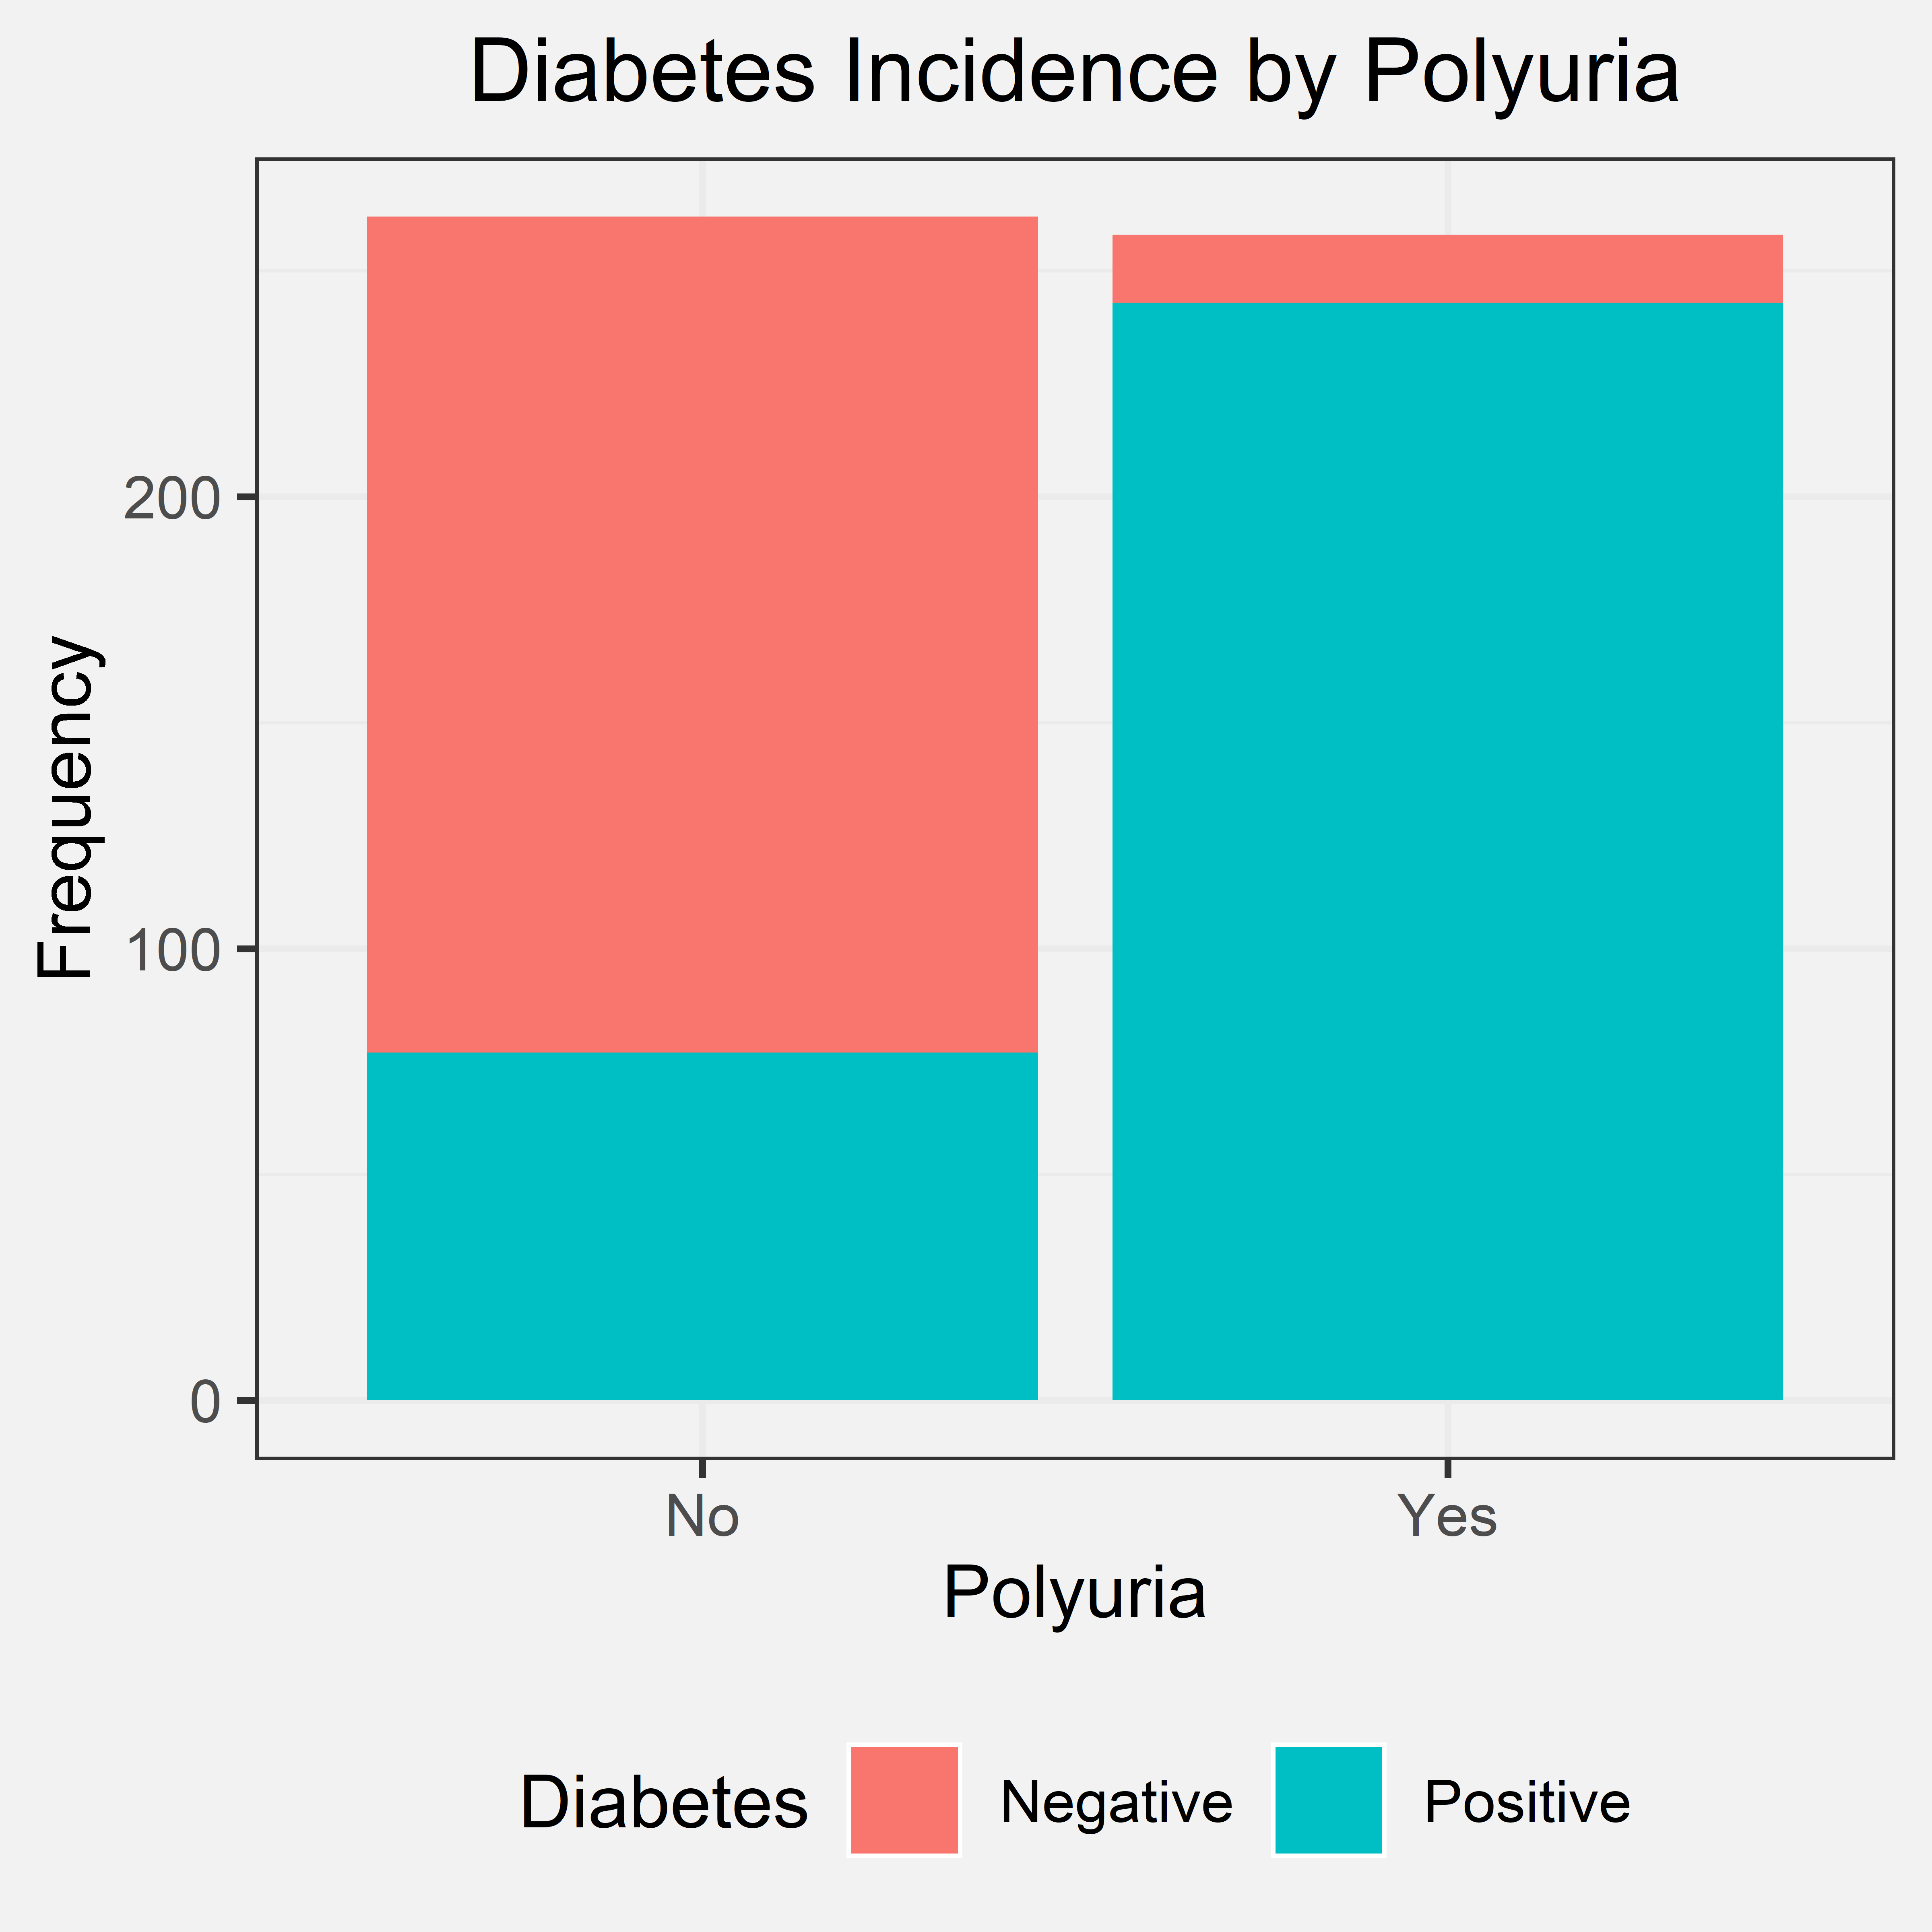 Diabetes Incidence by Polyuria
Frequency
200
100
0
No Yes
Polyuria
Diabetes Negative Positive